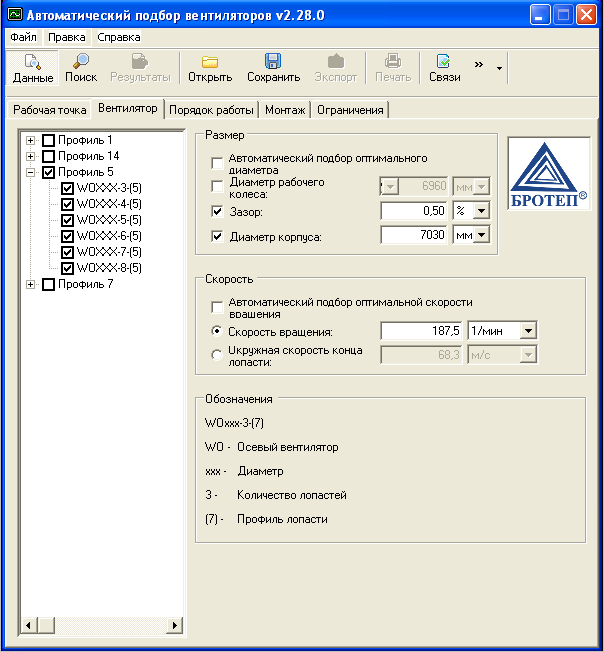 Автоматический подбор вентиляторов v2.28.0
Файл Правка Справка
Данные Поиск Результаты Открыть Сохранить Экспорт Печать Связи »
Рабочая точка Вентилятор Порядок работы Монтаж Ограничения
Профиль 1
Профиль 14
Профиль 5
WOXXX-3-(5)
WOXXX-4-(5)
WOXXX-5-(5)
WOXXX-6-(5)
WOXXX-7-(5)
WOXXX-8-(5)
Профиль 7
Размер
Автоматический подбор оптимального
диаметра
Диаметр рабочего
колеса:
6960 мм
Зазор: 0,50 %
Диаметр корпуса: 7030 мм
БРОТЕП®
Скорость
Автоматический подбор оптимальной скорости
вращения
Скорость вращения: 187,5 1/мин
Uкружная скорость конца
лопасти:
68,3 м/с
Обозначения
WOxxx-3-(7)
WO - Осевый вентилятор
xxx - Диаметр
3 - Количество лопастей
(7) - Профиль лопасти